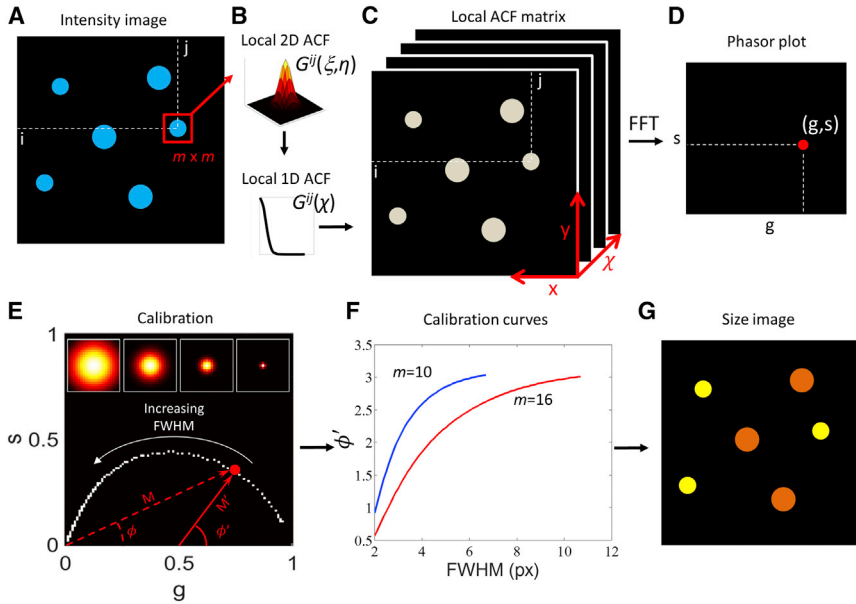 A
Intensity image
j
i
m x m
B
Local 2D ACF
G^ij(ξ,η)
Local 1D ACF
G^ij(χ)
C
Local ACF matrix
j
i
y
x
χ
FFT
D
Phasor plot
(g,s)
s
g
E
Calibration
1
Increasing
FWHM
s
0.5
M
M'
ϕ
ϕ'
0
0
0.5
1
g
F
Calibration curves
3.5
3
2.5
2
1.5
1
0.5
ϕ'
m=10
m=16
2
4
6
8
10
12
FWHM (px)
G
Size image